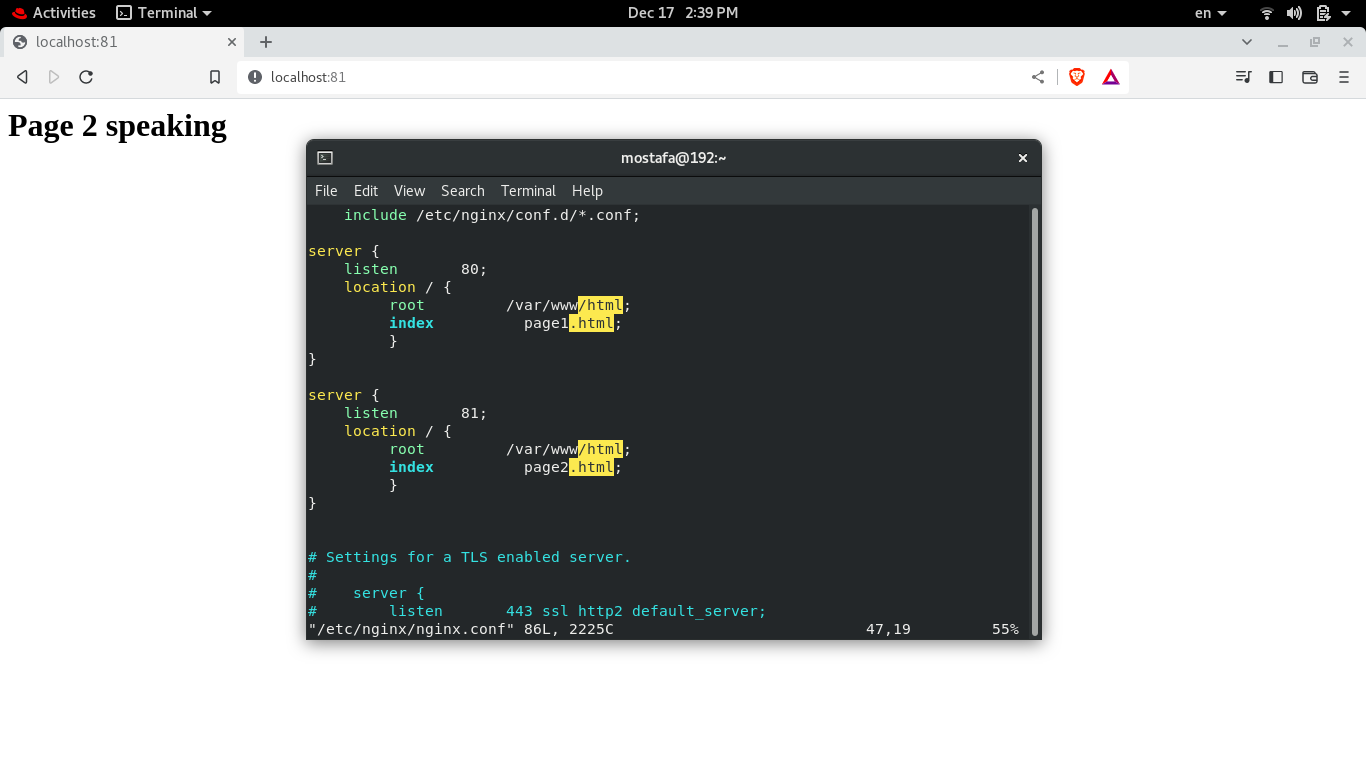 Activities Terminal Dec 17 2:39 PM en
localhost:81
localhost:81
Page 2 speaking
mostafa@192:~
File Edit View Search Terminal Help
    include /etc/nginx/conf.d/*.conf;
server {
    listen       80;
    location / {
         root         /var/www/html;
         index          page1.html;
         }
}
server {
    listen       81;
    location / {
         root         /var/www/html;
         index          page2.html;
         }
}
# Settings for a TLS enabled server.
#
#    server {
#        listen       443 ssl http2 default_server;
"/etc/nginx/nginx.conf" 86L, 2225C                            47,19         55%